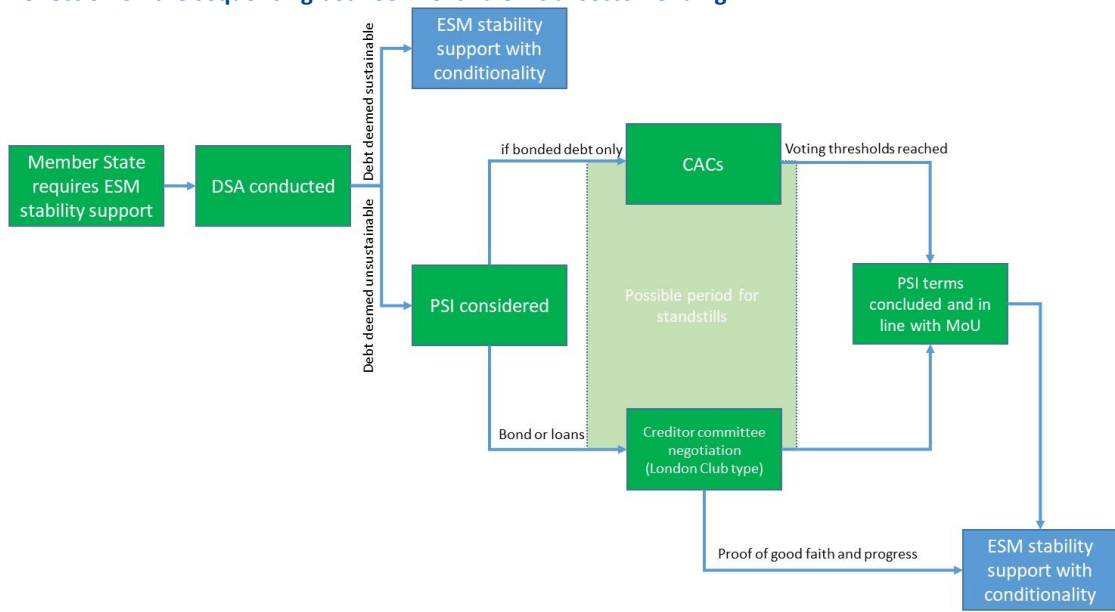 ESM stability
support with
conditionality
Debt deemed sustainable
Member State
requires ESM
stability support
DSA conducted
Debt deemed unsustainable
if bonded debt only
CACs
Voting thresholds reached
PSI considered
Possible period for
standstills
PSI terms
concluded and in
line with MoU
Bond or loans
Creditor committee
negotiation
(London Club type)
Proof of good faith and progress
ESM stability
support with
conditionality